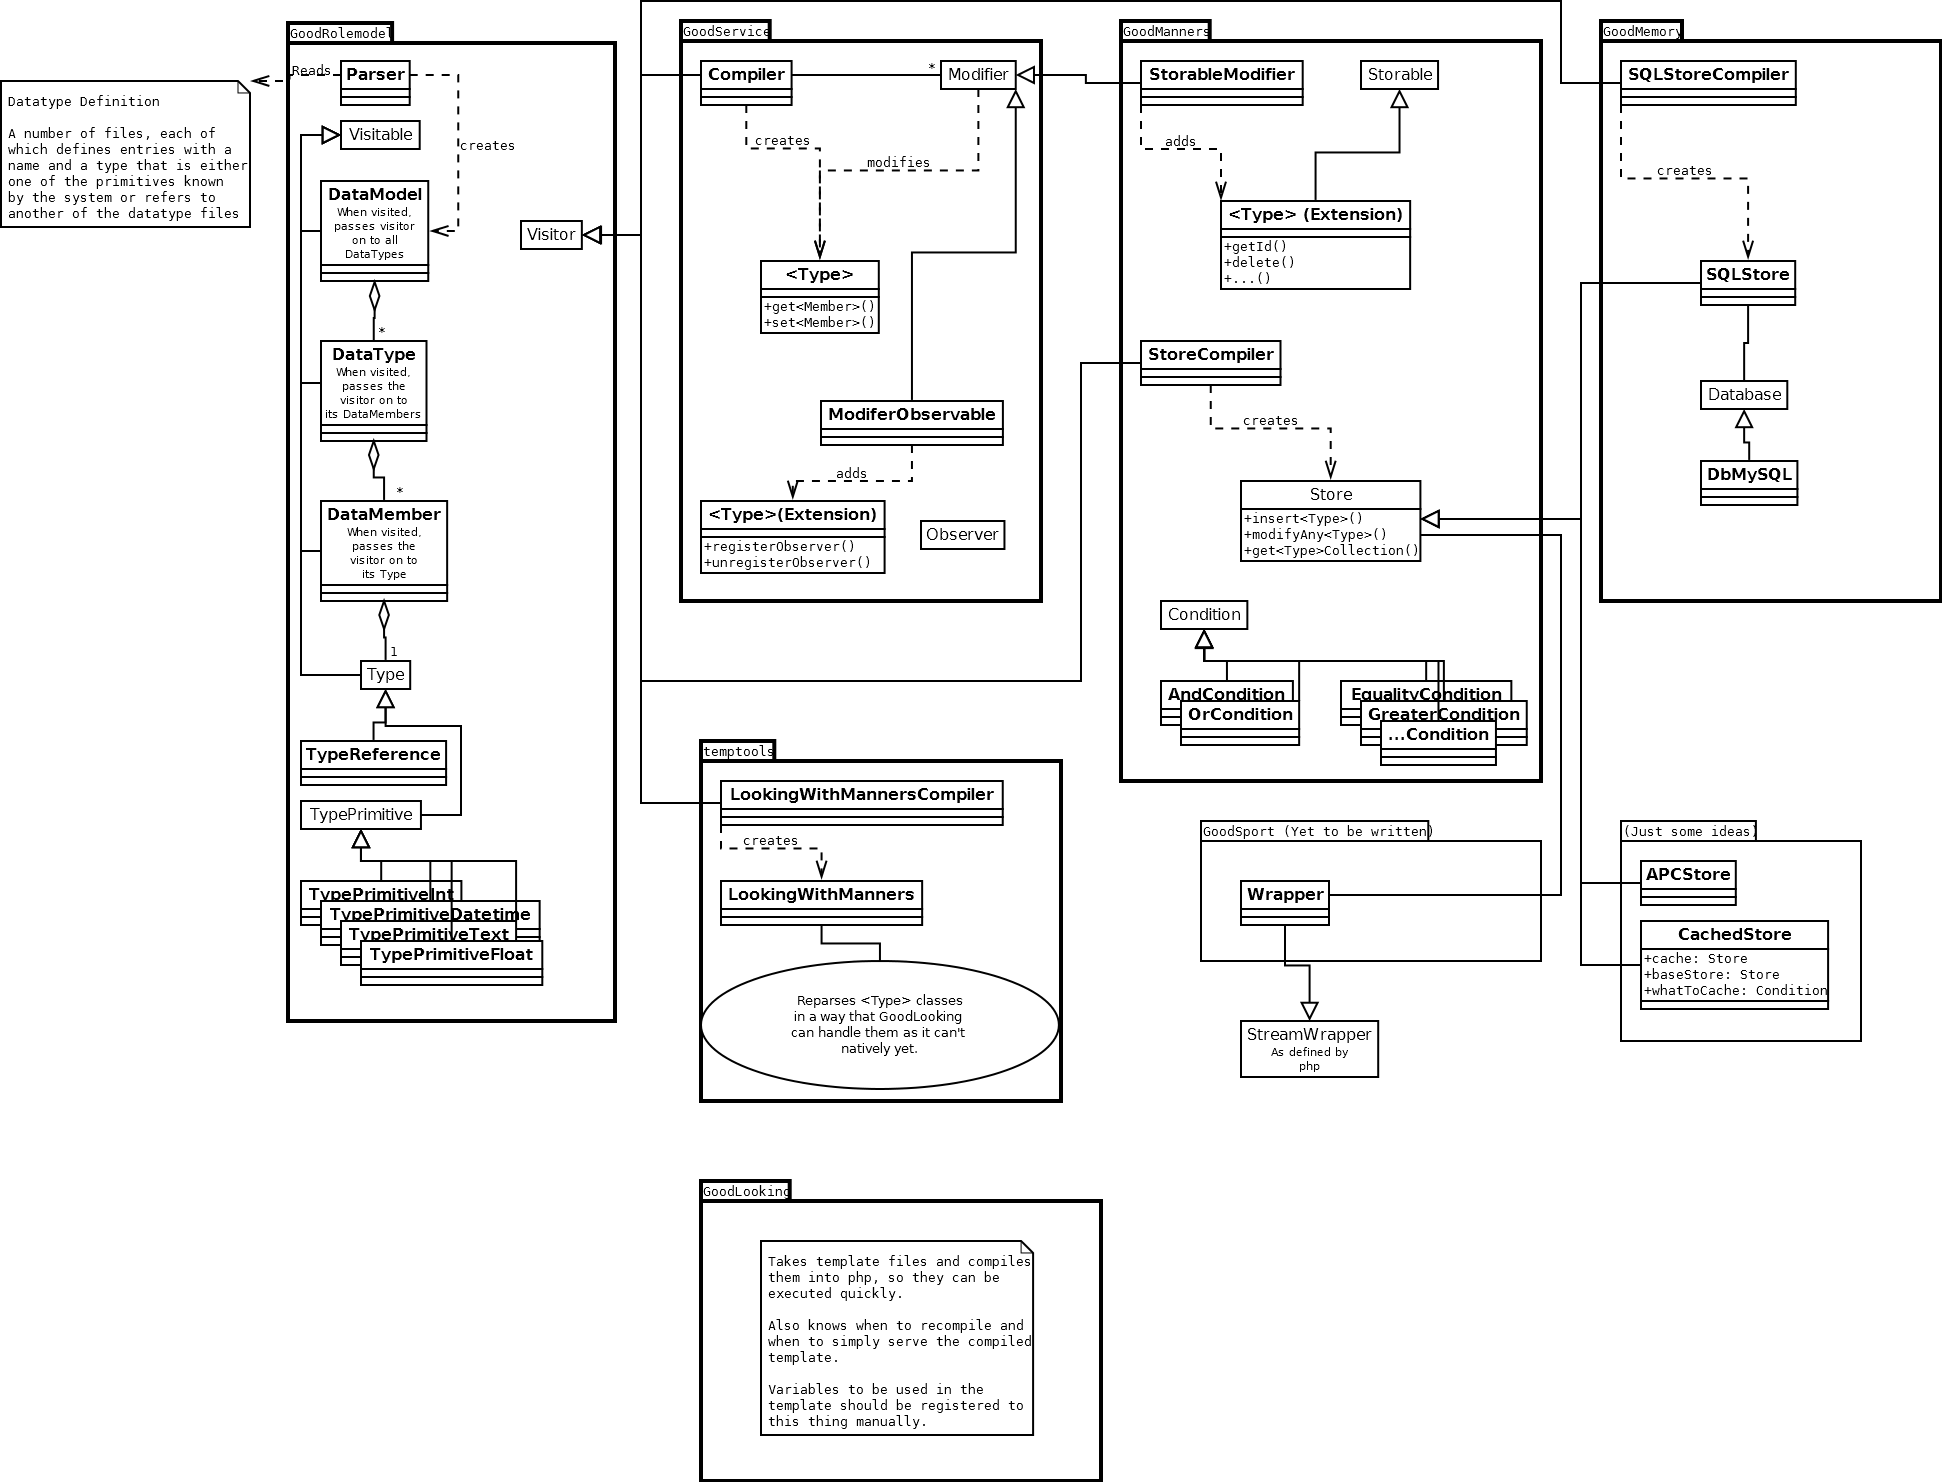 GoodRolemodel
Reads
Parser
creates
Visitable
DataModel
When visited,
passes visitor
on to all
DataTypes
*
DataType
When visited,
passes the
visitor on to
its DataMembers
*
DataMember
When visited,
passes the
visitor on to
its Type
1
Type
TypeReference
TypePrimitive
TypePrimitiveInt
TypePrimitiveDatetime
TypePrimitiveText
TypePrimitiveFloat
Visitor
Datatype Definition
A number of files, each of
which defines entries with a
name and a type that is either
one of the primitives known
by the system or refers to
another of the datatype files
GoodService
Compiler
*
Modifier
creates
modifies
<Type>
+get<Member>()
+set<Member>()
ModiferObservable
adds
<Type>(Extension)
+registerObserver()
+unregisterObserver()
Observer
GoodManners
StorableModifier
Storable
adds
<Type> (Extension)
+getId()
+delete()
+...()
StoreCompiler
creates
Store
+insert<Type>()
+modifyAny<Type>()
+get<Type>Collection()
Condition
AndCondition
OrCondition
EqualityCondition
GreaterCondition
...Condition
GoodMemory
SQLStoreCompiler
creates
SQLStore
Database
DbMySQL
temptools
LookingWithMannersCompiler
creates
LookingWithManners
Reparses <Type> classes
in a way that GoodLooking
can handle them as it can't
natively yet.
GoodSport (Yet to be written)
Wrapper
StreamWrapper
As defined by
php
(Just some ideas)
APCStore
CachedStore
+cache: Store
+baseStore: Store
+whatToCache: Condition
GoodLooking
Takes template files and compiles
them into php, so they can be
executed quickly.
Also knows when to recompile and
when to simply serve the compiled
template.
Variables to be used in the
template should be registered to
this thing manually.